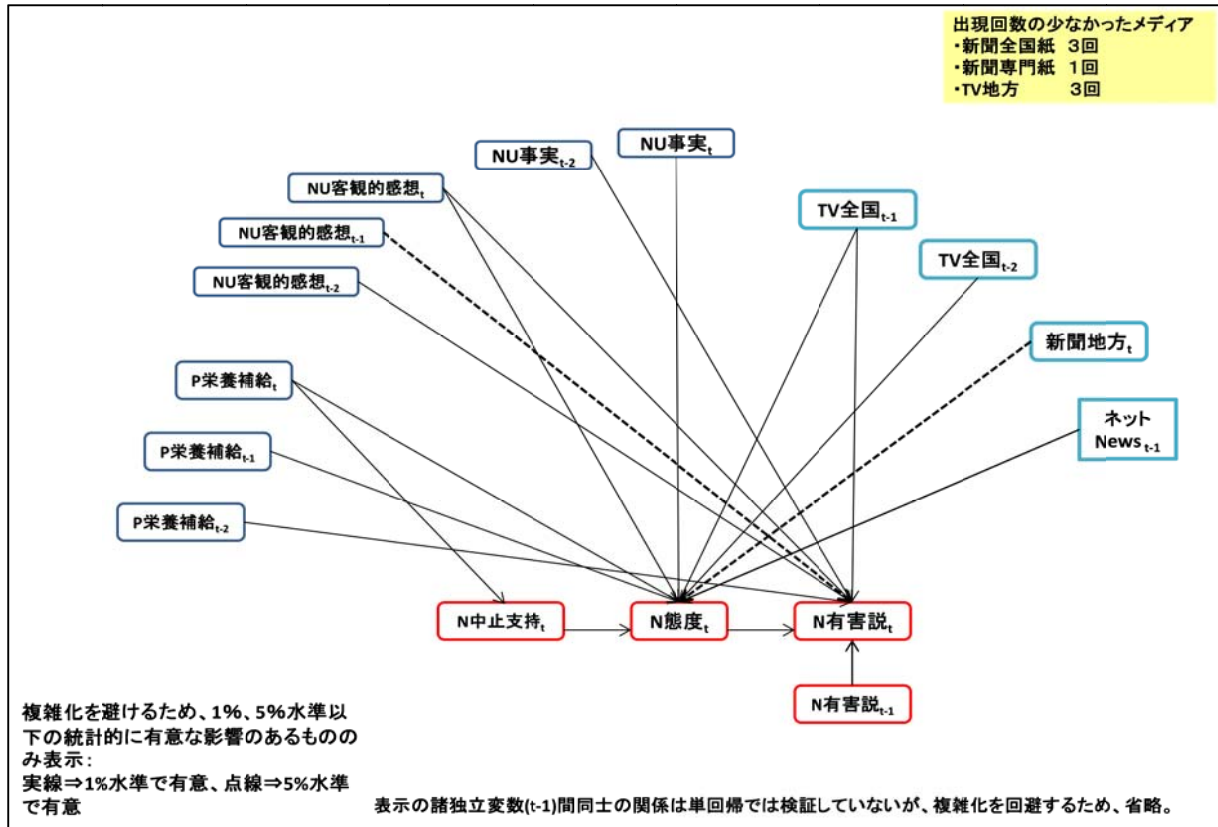 出現回数の少なかったメディア
・新聞全国紙 3回
・新聞専門紙 1回
・TV地方 3回
NU事実t
NU事実t-2
NU客観的感想t
TV全国t-1
NU客観的感想t-1
TV全国t-2
NU客観的感想t-2
新聞地方t
P栄養補給t
ネット
News t-1
P栄養補給t-1
P栄養補給t-2
N中止支持t
N態度t
N有害説t
N有害説t-1
複雑化を避けるため、1%、5%水準以
下の統計的に有意な影響のあるものの
み表示：
実線⇒1%水準で有意、点線⇒5%水準
で有意
表示の諸独立変数(t-1)間同士の関係は単回帰では検証していないが、複雑化を回避するため、省略。